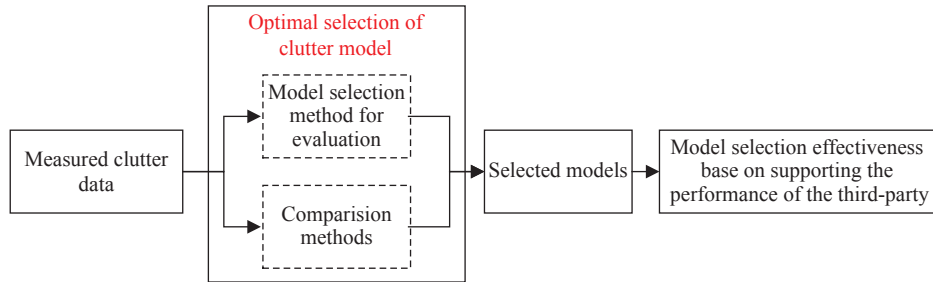 Optimal selection of
clutter model
Model selection
method for
evaluation
Measured clutter
data
Comparision
methods
Selected models
Model selection effectiveness
base on supporting the
performance of the third-party